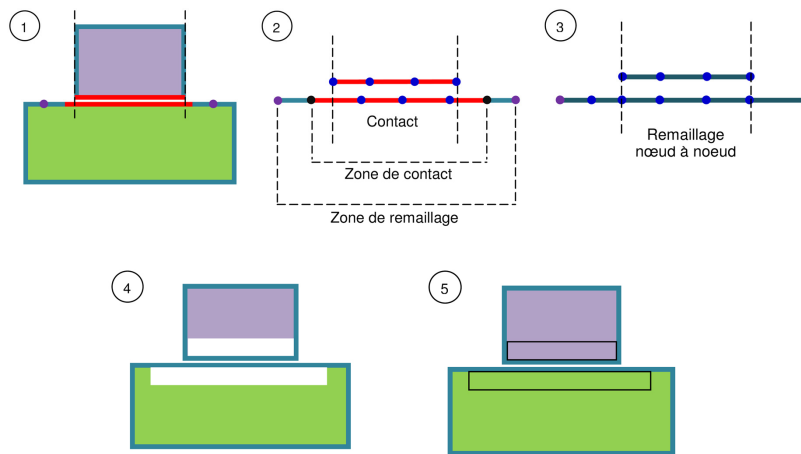 1
2
3
Contact
Zone de contact
Zone de remaillage
Remaillage
nœud à noeud
4
5